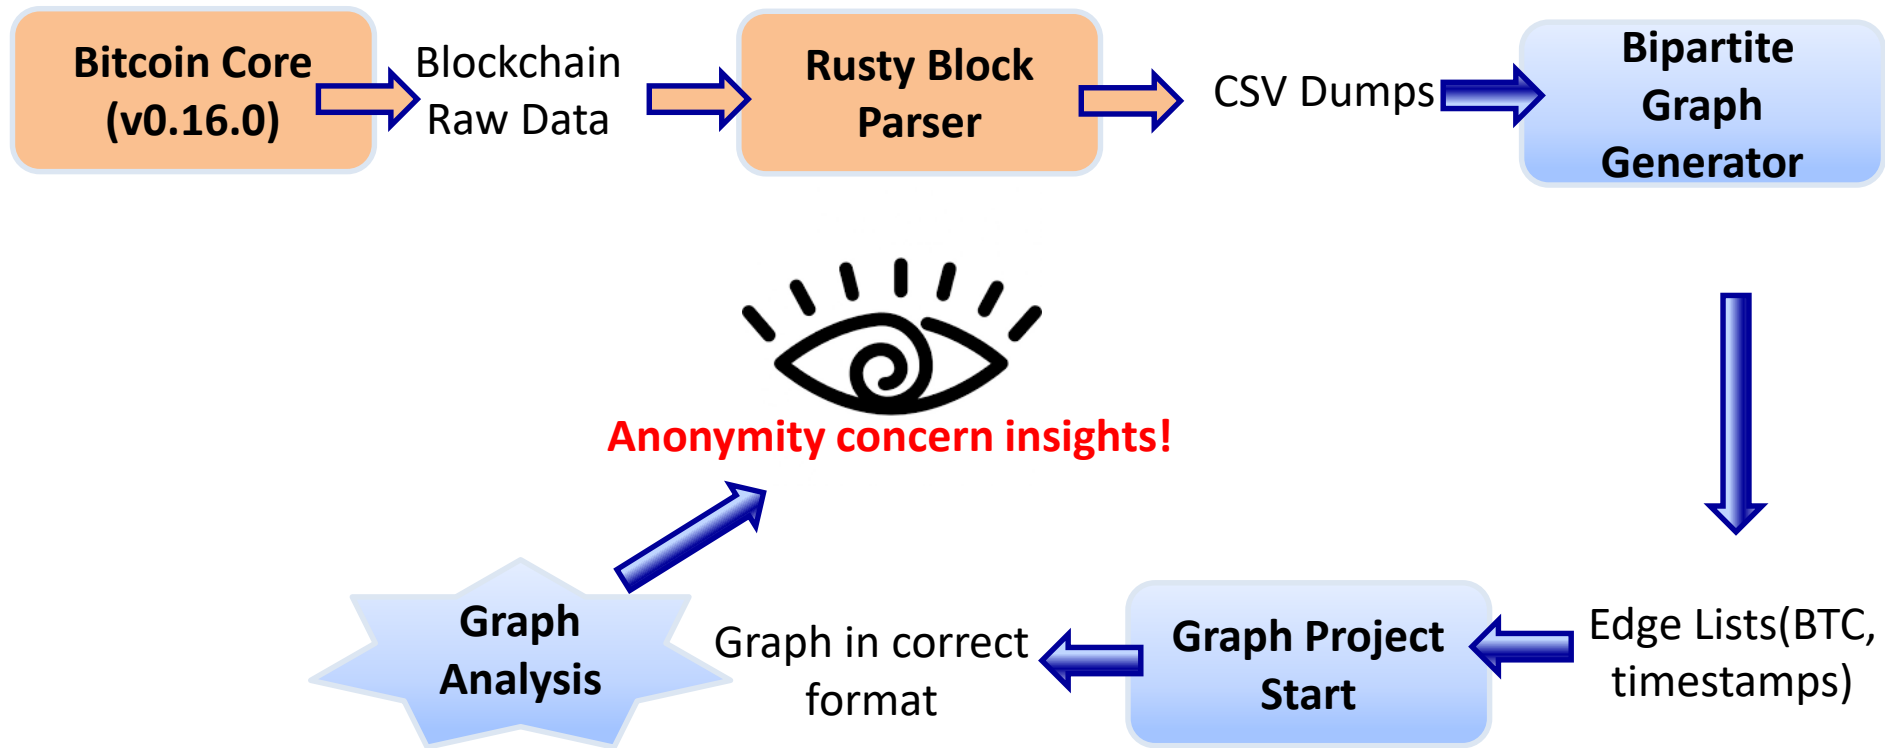 Bitcoin Core
(v0.16.0)
Blockchain
Raw Data
Rusty Block
Parser
CSV Dumps
Bipartite
Graph
Generator
Anonymity concern insights!
Graph
Analysis
Graph in correct
format
Graph Project
Start
Edge Lists(BTC,
timestamps)